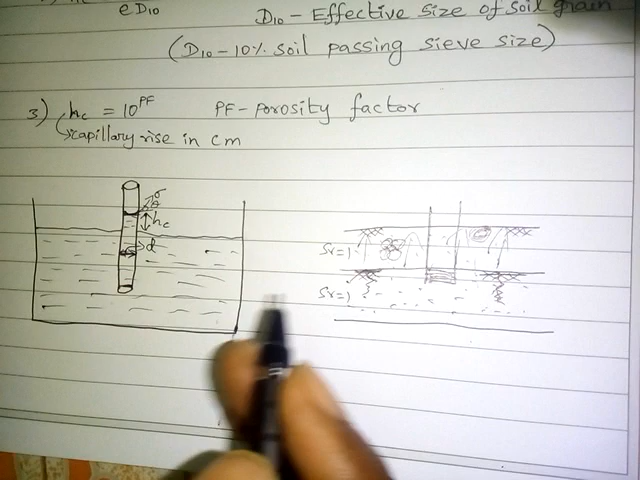 eD10 D10 - Effective size of soil grain
(D10 - 10% soil passing sieve size)
3) hc = 10^PF PF - Porosity factor
capillary rise in cm
σ
θ
hc
d
Sr=1
Sr=1